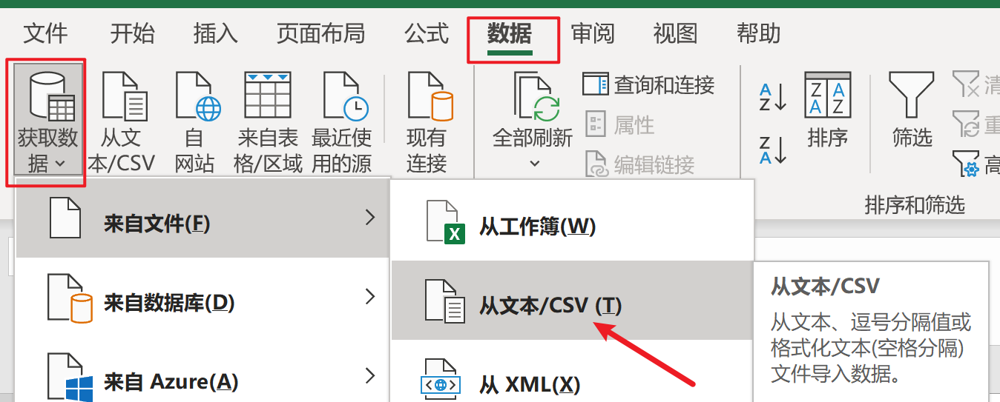 文件 开始 插入 页面布局 公式 数据 审阅 视图 帮助
获取数
据
从文
本/CSV
自
网站
来自表
格/区域
最近使
用的源
现有
连接
全部刷新
查询和连接
属性
编辑链接
排序
筛选
清
重
高
排序和筛选
来自文件(F)
来自数据库(D)
来自 Azure(A)
从工作簿(W)
从文本/CSV (T)
从 XML(X)
从文本/CSV
从文本、逗号分隔值或
格式化文本(空格分隔)
文件导入数据。